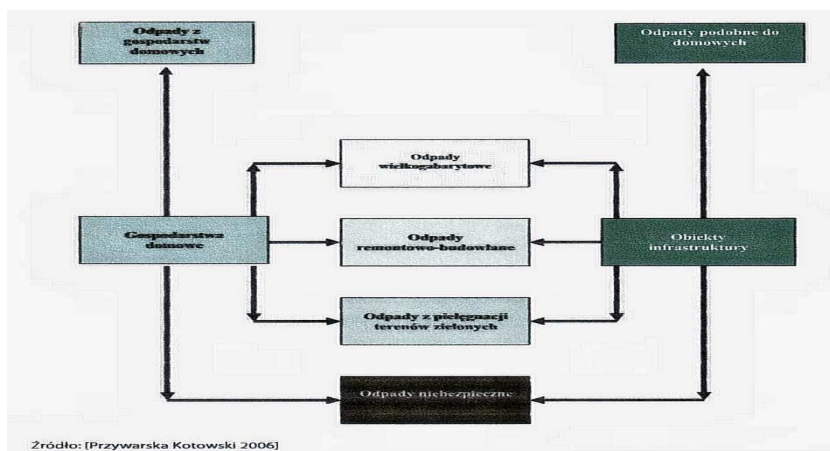 Odpady z
gospodarstw
domowych
Odpady podobne do
domowych
Odpady
wielkogabarytowe
Gospodarstwa
domowe
Odpady
remontowo-budowlane
Obiekty
infrastruktury
Odpady z pielęgnacji
terenów zielonych
Odpady niebezpieczne
Źródło: [Przywarska Kotowski 2006]